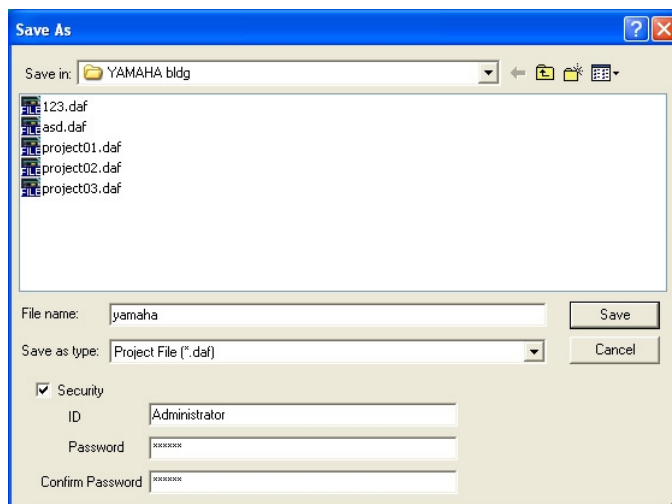 Save As
Save in: YAMAHA bldg
123.daf
asd.daf
project01.daf
project02.daf
project03.daf
File name: yamaha Save
Save as type: Project File (*.daf) Cancel
Security
ID Administrator
Password ******
Confirm Password ******